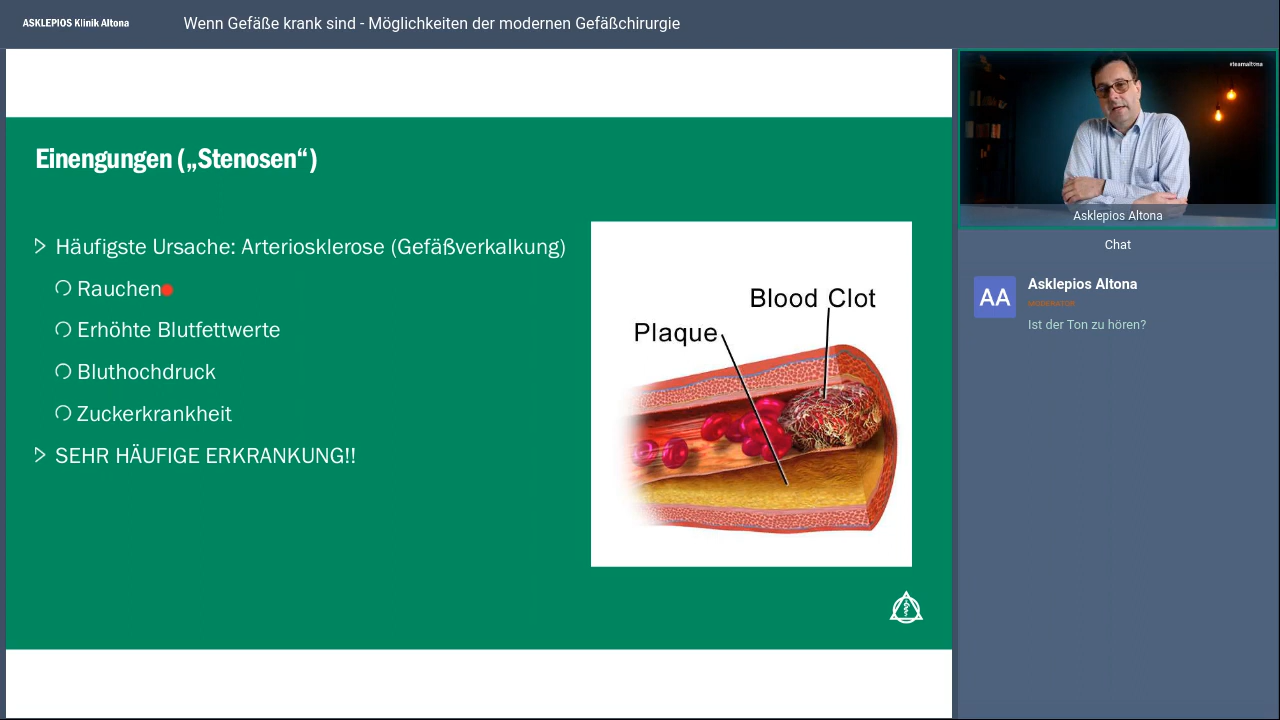 ASKLEPIOS Klinik Altona
Wenn Gefäße krank sind - Möglichkeiten der modernen Gefäßchirurgie
Einengungen („Stenosen“)
Häufigste Ursache: Arteriosklerose (Gefäßverkalkung)
Rauchen
Erhöhte Blutfettwerte
Bluthochdruck
Zuckerkrankheit
SEHR HÄUFIGE ERKRANKUNG!!
Blood Clot
Plaque
#teamaltona
Asklepios Altona
Chat
AA
Asklepios Altona
MODERATOR
Ist der Ton zu hören?